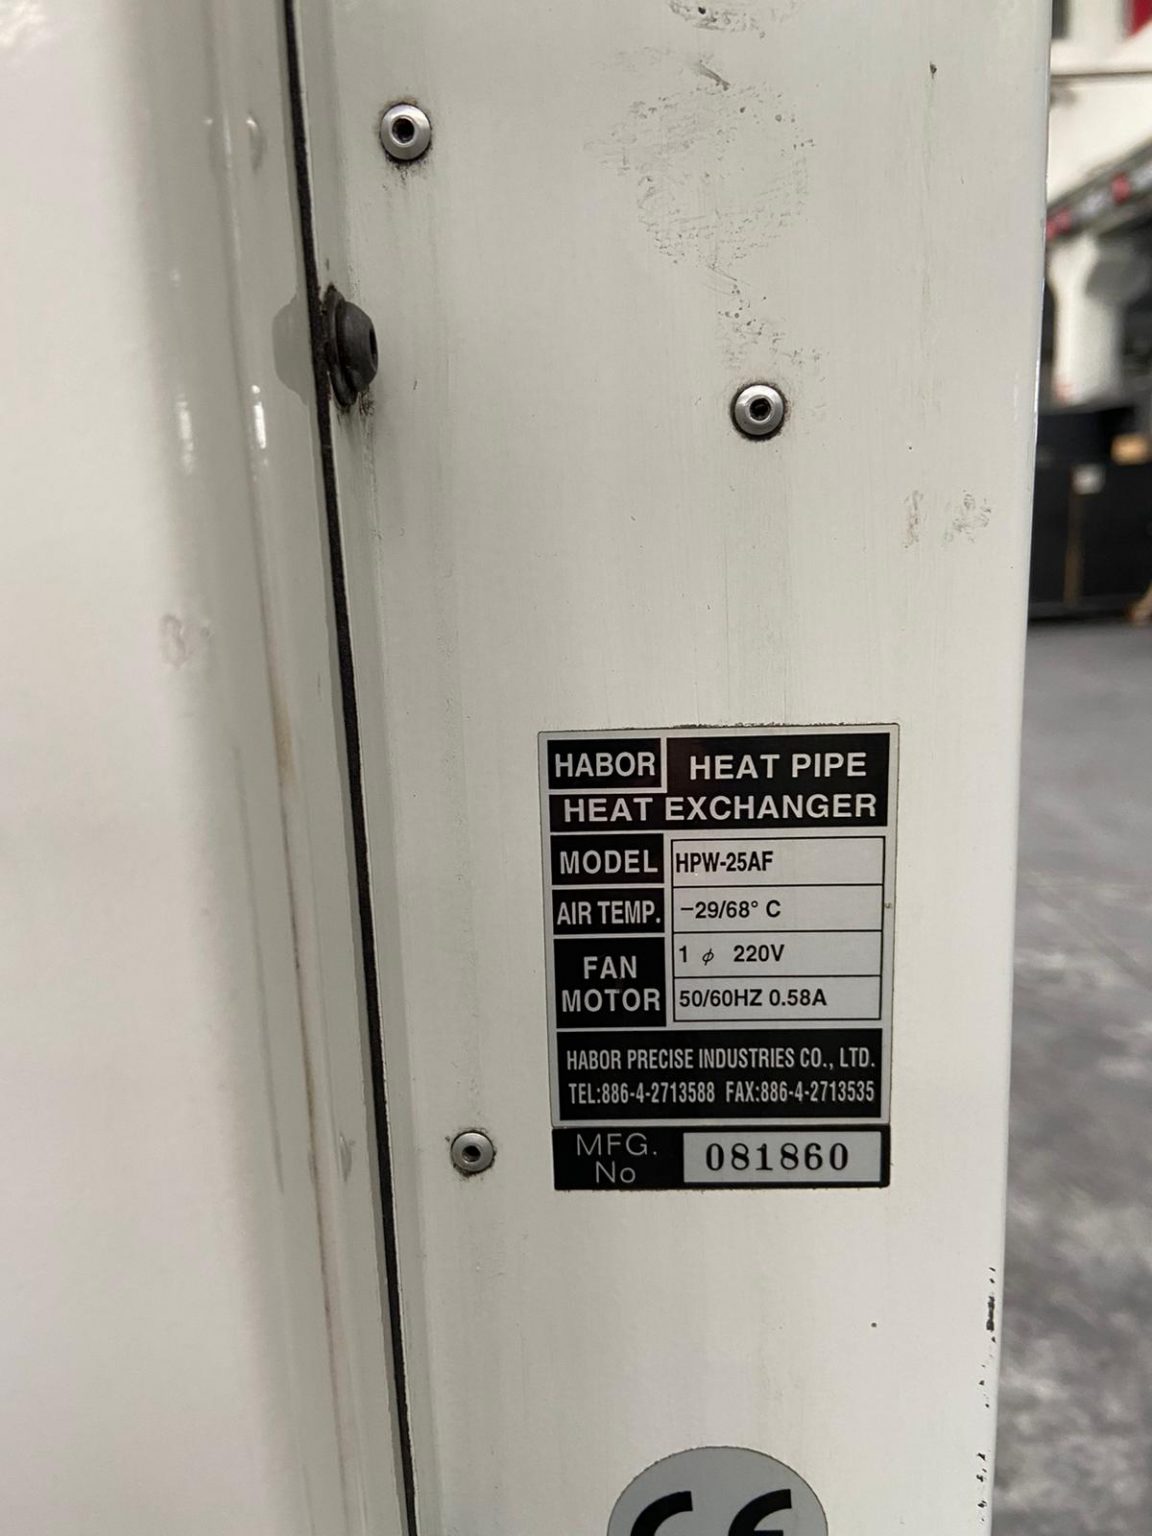 HABOR HEAT PIPE
HEAT EXCHANGER
MODEL HPW-25AF
AIR TEMP. −29/68° C
FAN MOTOR 1 ϕ 220V
50/60HZ 0.58A
HABOR PRECISE INDUSTRIES CO., LTD.
TEL:886-4-2713588 FAX:886-4-2713535
MFG. No 081860
CE